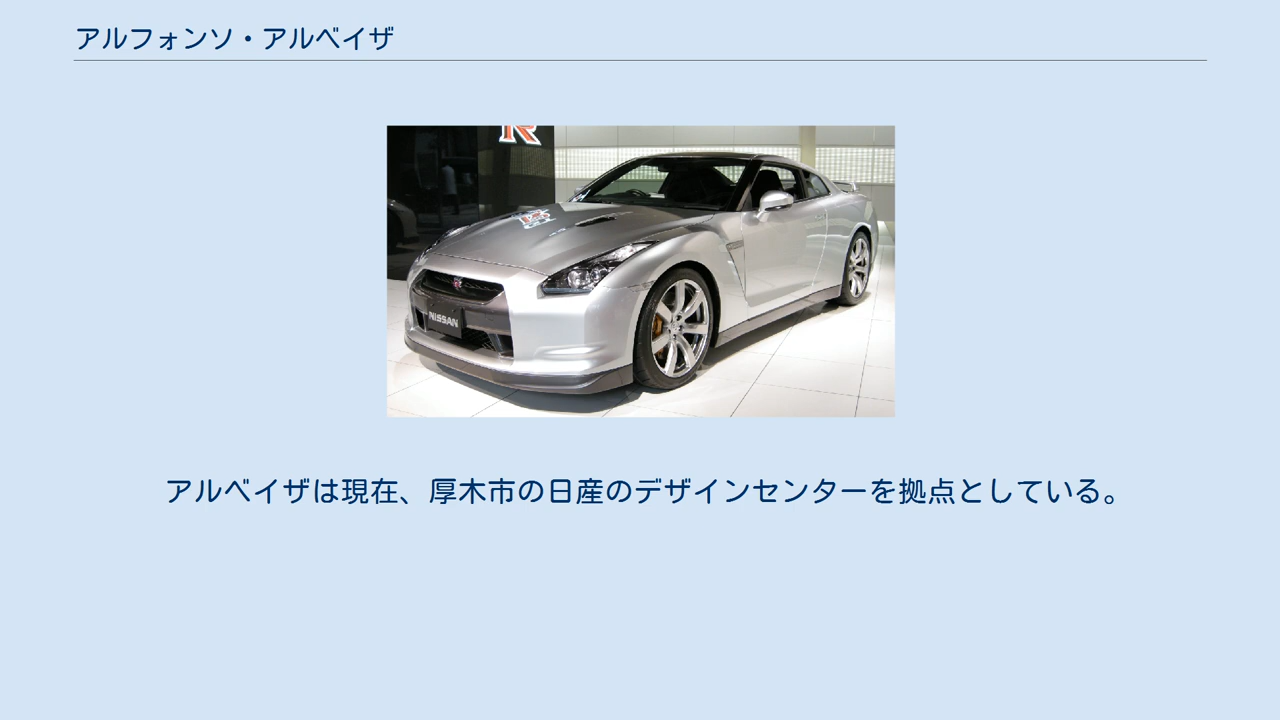 アルフォンソ・アルベイザ
R
NISSAN
アルベイザは現在、厚木市の日産のデザインセンターを拠点としている。